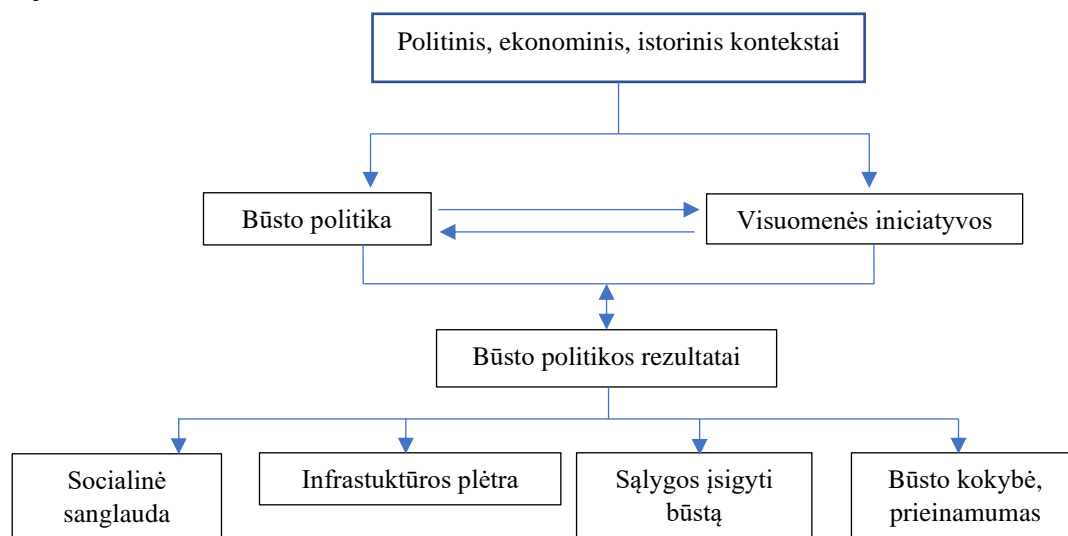 Politinis, ekonominis, istorinis kontekstai
Būsto politika
Visuomenės iniciatyvos
Būsto politikos rezultatai
Socialinė
sanglauda
Infrastuktūros plėtra
Sąlygos įsigyti
būstą
Būsto kokybė,
prieinamumas